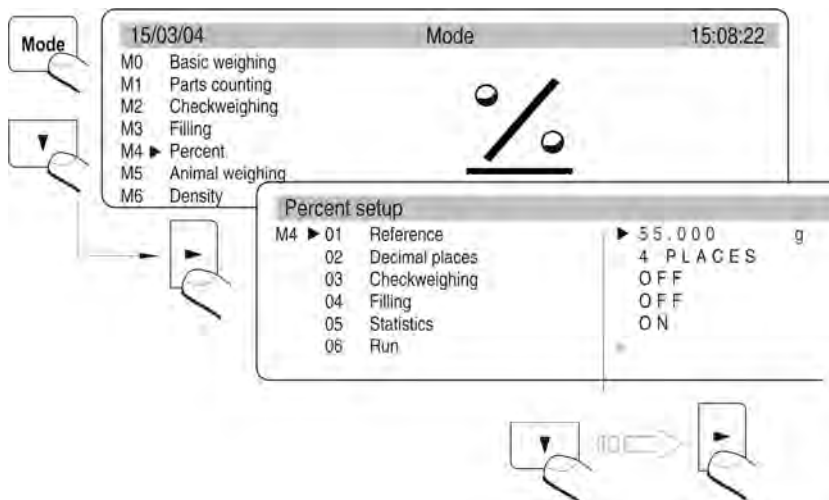 Mode
15/03/04 Mode 15:08:22
M0 Basic weighing
M1 Parts counting
M2 Checkweighing
M3 Filling
M4 ▶ Percent
M5 Animal weighing
M6 Density
Percent setup
M4 ▶ 01 Reference ▶ 55.000 g
02 Decimal places 4 PLACES
03 Checkweighing OFF
04 Filling OFF
05 Statistics ON
06 Run